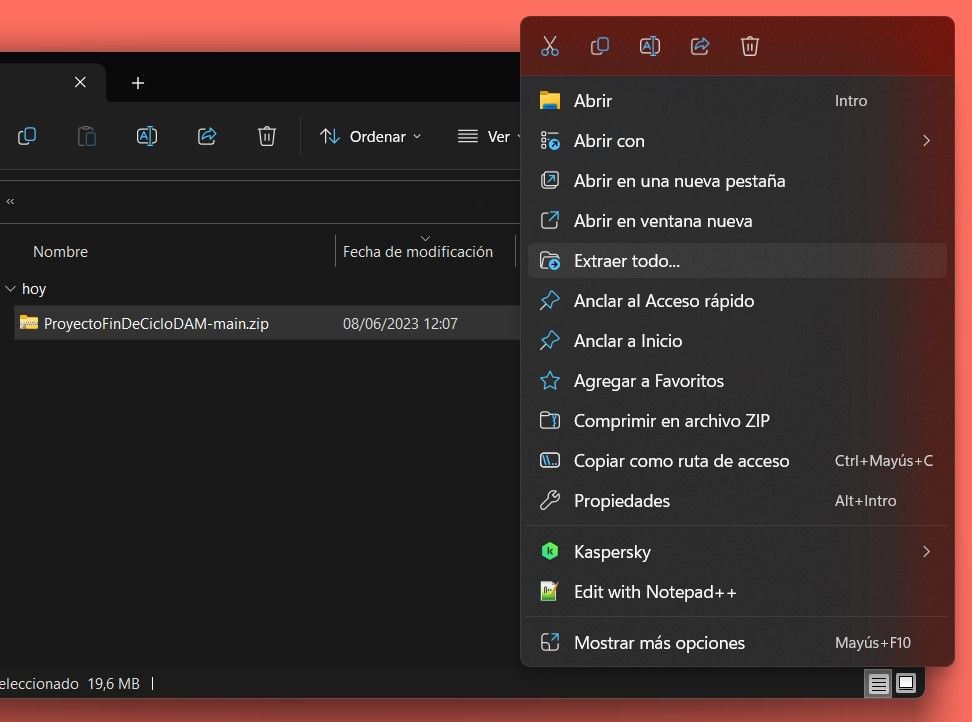 Ordenar
Ver
Nombre
Fecha de modificación
hoy
ProyectoFinDeCicloDAM-main.zip 08/06/2023 12:07
eleccionado 19,6 MB
Abrir Intro
Abrir con
Abrir en una nueva pestaña
Abrir en ventana nueva
Extraer todo...
Anclar al Acceso rápido
Anclar a Inicio
Agregar a Favoritos
Comprimir en archivo ZIP
Copiar como ruta de acceso Ctrl+Mayús+C
Propiedades Alt+Intro
Kaspersky
Edit with Notepad++
Mostrar más opciones Mayús+F10